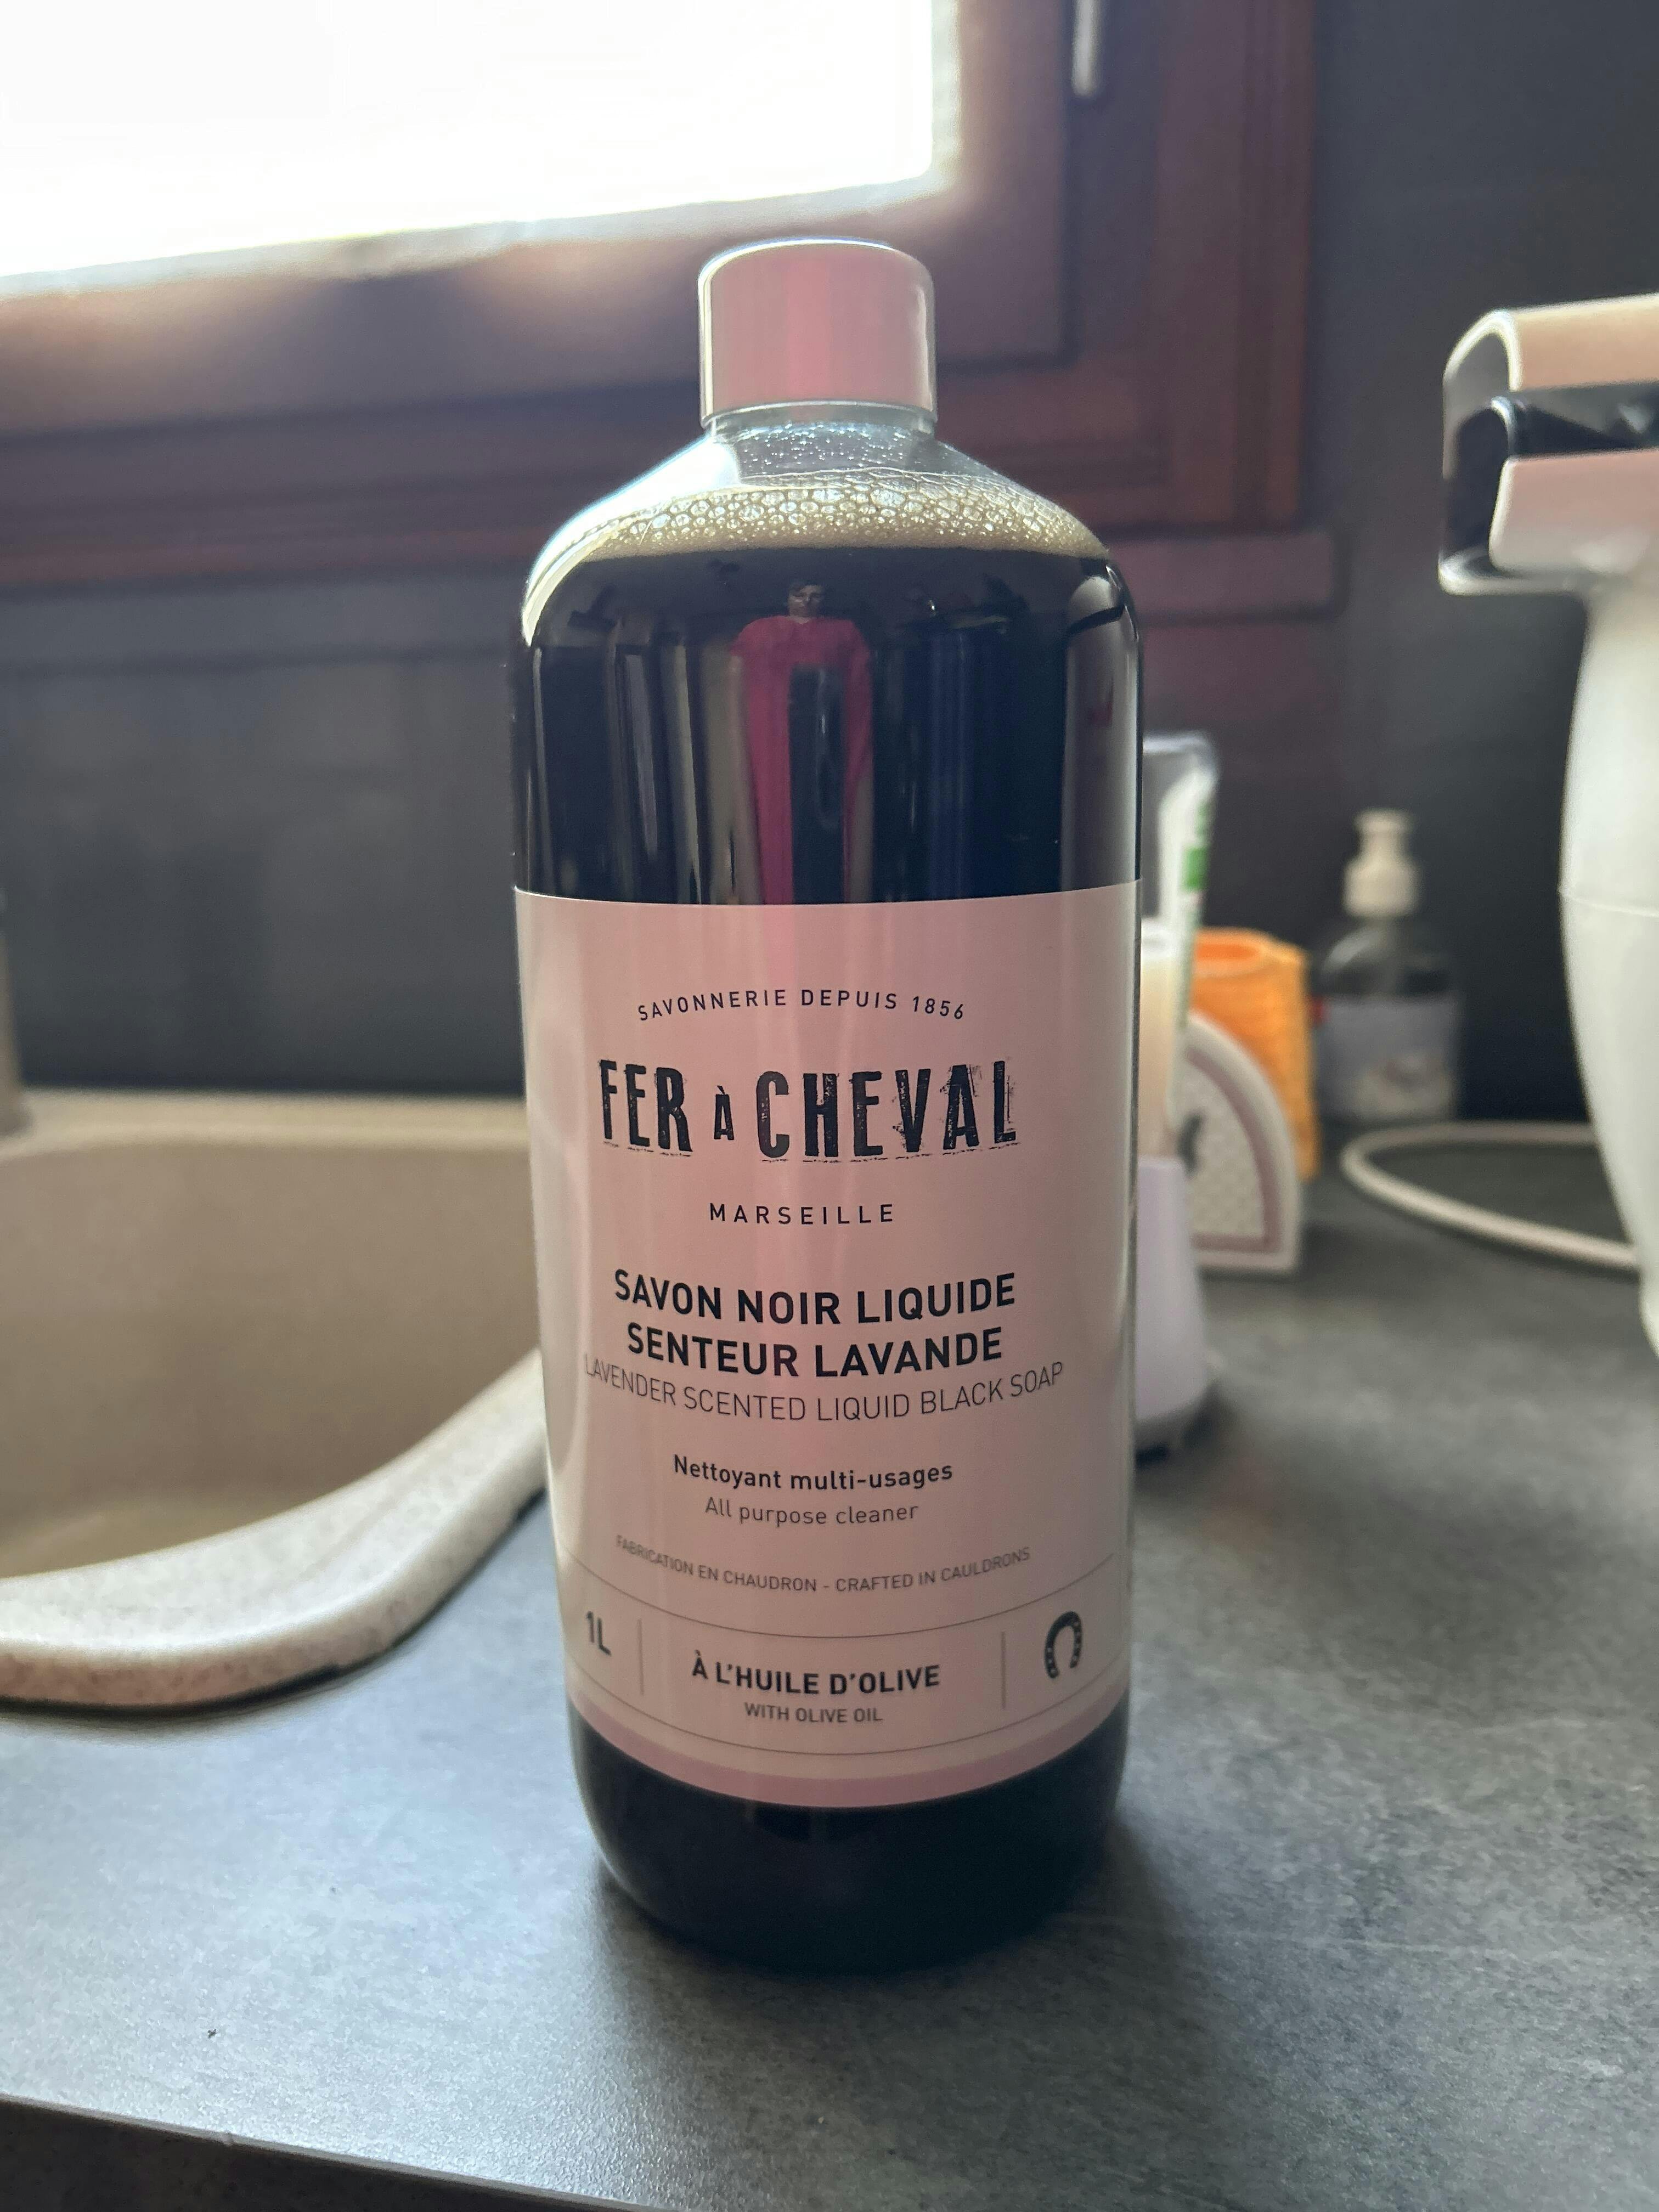 SAVONNERIE DEPUIS 1856
FER À CHEVAL
MARSEILLE
SAVON NOIR LIQUIDE
SENTEUR LAVANDE
LAVENDER SCENTED LIQUID BLACK SOAP
Nettoyant multi-usages
All purpose cleaner
FABRICATION EN CHAUDRON - CRAFTED IN CAULDRONS
1L
À L'HUILE D'OLIVE
WITH OLIVE OIL